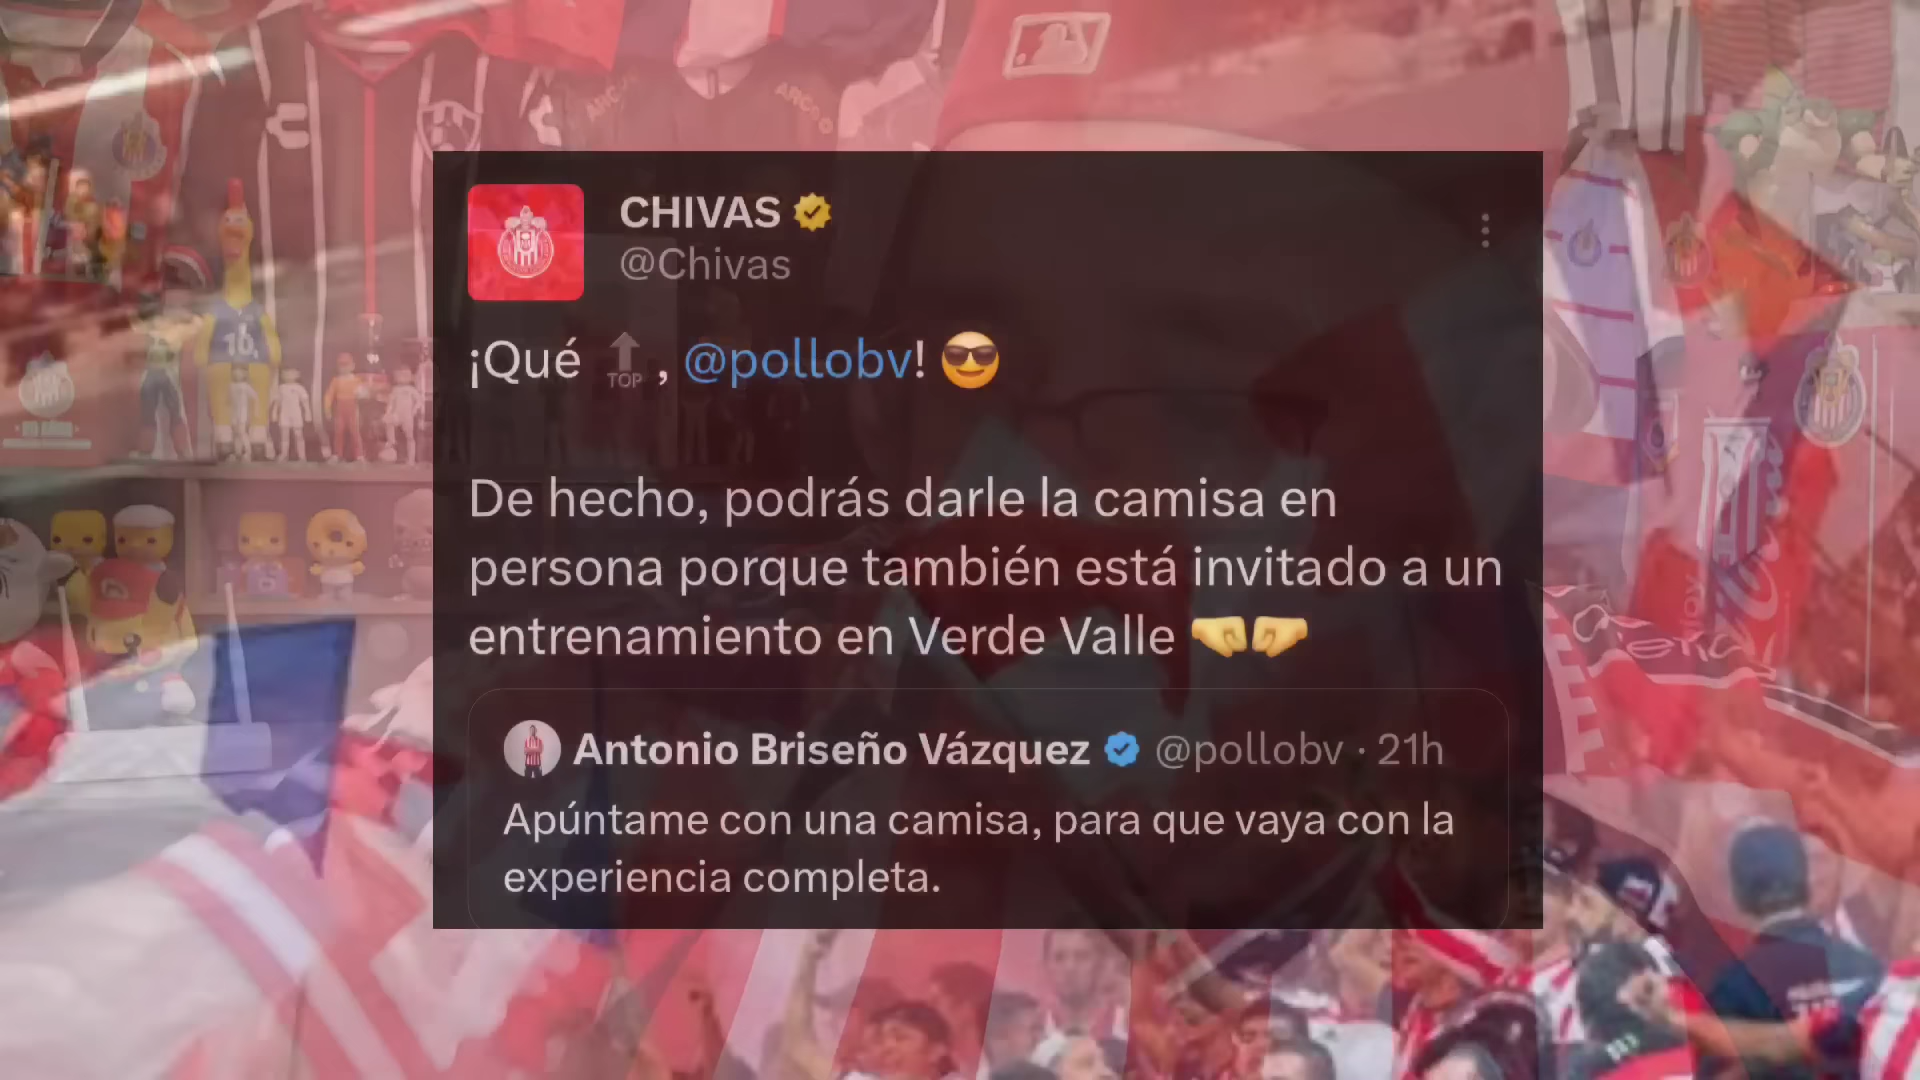 CHIVAS
@Chivas
¡Qué 🔝, @pollobv! 😎
De hecho, podrás darle la camisa en
persona porque también está invitado a un
entrenamiento en Verde Valle 🤜🤛
Antonio Briseño Vázquez @pollobv · 21h
Apúntame con una camisa, para que vaya con la
experiencia completa.